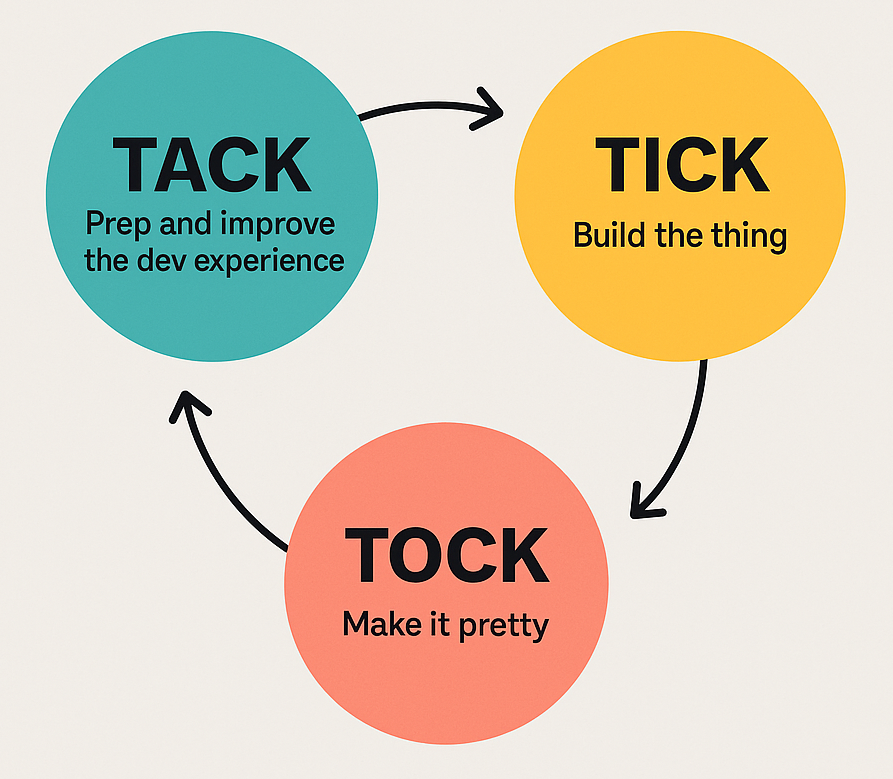 TACK
Prep and improve
the dev experience
TICK
Build the thing
TOCK
Make it pretty